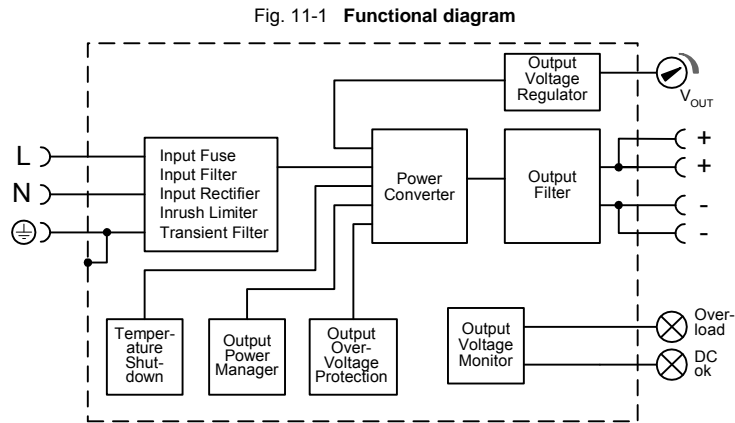 Fig. 11-1 Functional diagram
Output
Voltage
Regulator
VOUT
L
N
Input Fuse
Input Filter
Input Rectifier
Inrush Limiter
Transient Filter
Power
Converter
Output
Filter
+
+
-
-
Temper-
ature
Shut-
down
Output
Power
Manager
Output
Over-
Voltage
Protection
Output
Voltage
Monitor
Over-
load
DC
ok